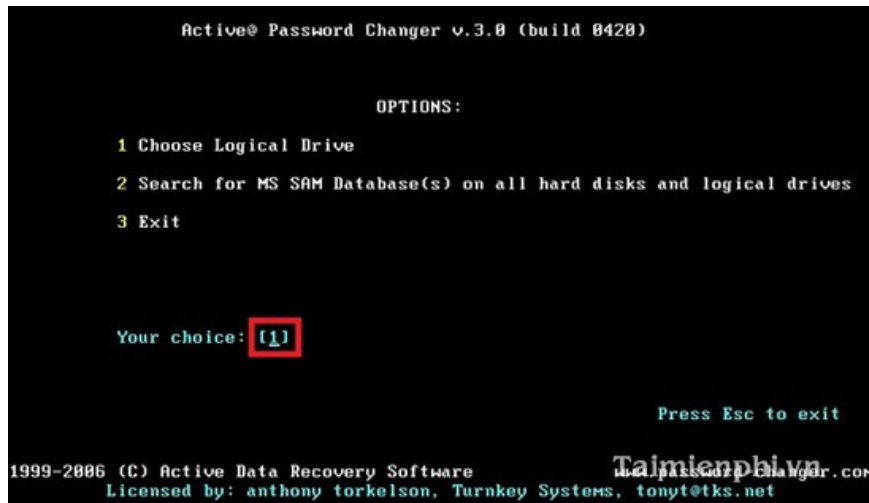 Active@ Password Changer v.3.0 (build 0420)
OPTIONS:
1 Choose Logical Drive
2 Search for MS SAM Database(s) on all hard disks and logical drives
3 Exit
Your choice: [1]
Press Esc to exit
1999-2006 (C) Active Data Recovery Software
Taimienphi.vn
Licensed by: anthony torkelson, Turnkey Systems, tonyt@tks.net